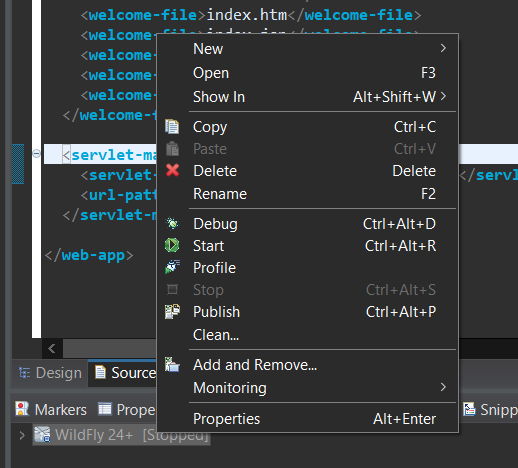 <welcome-file>index.htm</welcome-file>
<welcome-file>index.jsp</welcome-file>
<welcome-
<welcome-
<welcome-
</welcome-f
<servlet-ma
<servlet- </servl
<url-patt
</servlet-m
</web-app>
New
Open F3
Show In Alt+Shift+W
Copy Ctrl+C
Paste Ctrl+V
Delete Delete
Rename F2
Debug Ctrl+Alt+D
Start Ctrl+Alt+R
Profile
Stop Ctrl+Alt+S
Publish Ctrl+Alt+P
Clean...
Add and Remove...
Monitoring
Properties Alt+Enter
Design Source
Markers Prope Snipp
WildFly 24+ [Stopped]